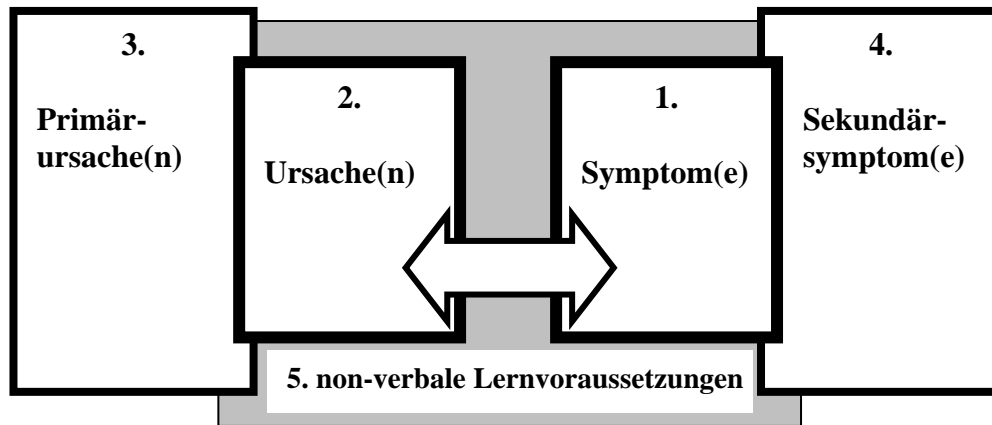 3.
Primär-
ursache(n)
2.
Ursache(n)
1.
Symptom(e)
4.
Sekundär-
symptom(e)
5. non-verbale Lernvoraussetzungen